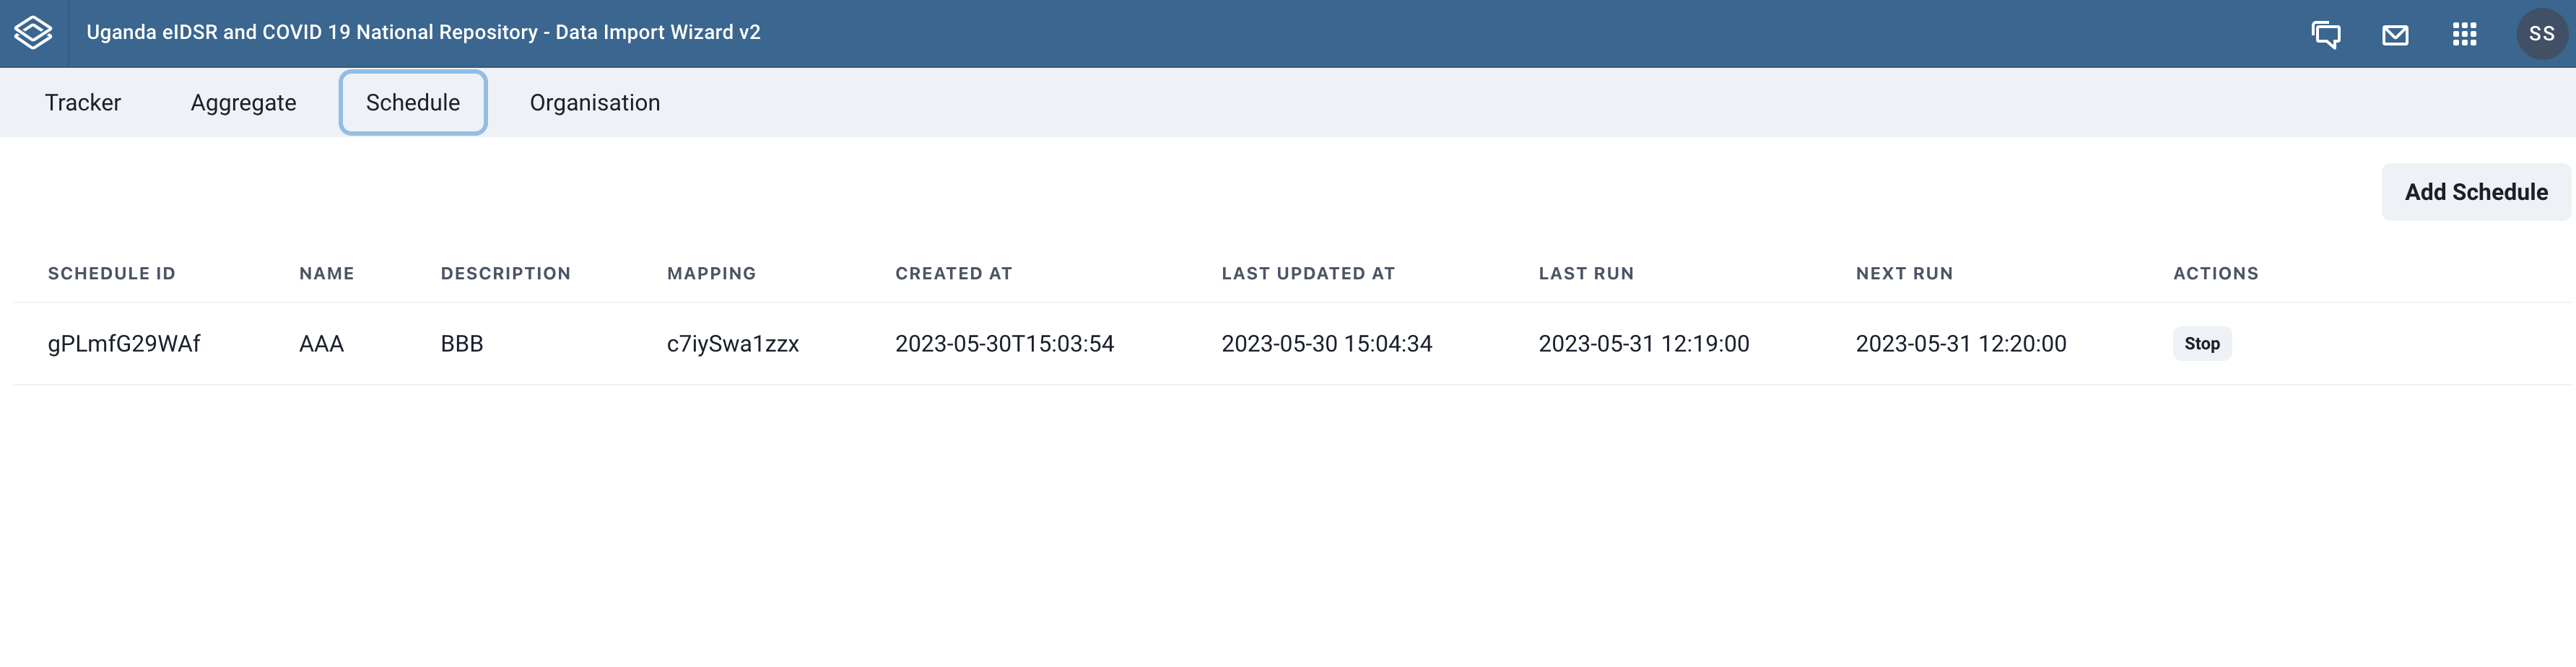 Uganda eIDSR and COVID 19 National Repository - Data Import Wizard v2
SS
Tracker Aggregate Schedule Organisation
Add Schedule
SCHEDULE ID NAME DESCRIPTION MAPPING CREATED AT LAST UPDATED AT LAST RUN NEXT RUN ACTIONS
gPLmfG29WAf AAA BBB c7iySwa1zzx 2023-05-30T15:03:54 2023-05-30 15:04:34 2023-05-31 12:19:00 2023-05-31 12:20:00 Stop